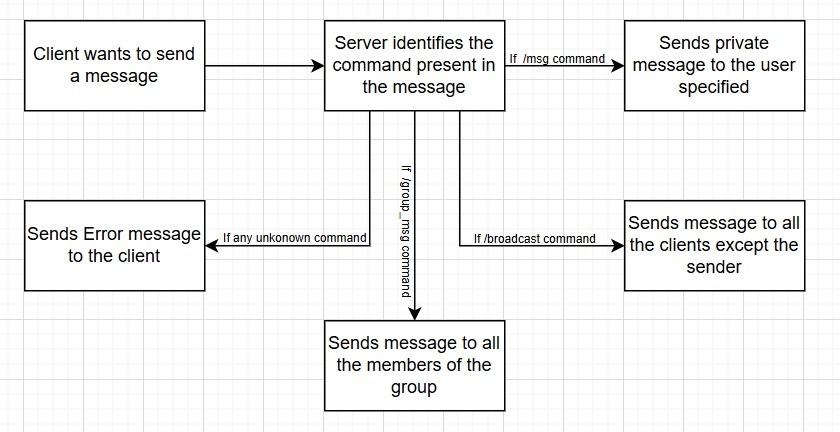 Client wants to send
a message
Server identifies the
command present in
the message
If /msg command
Sends private
message to the user
specified
Sends Error message
to the client
If any unkonown command
If /group_msg command
If /broadcast command
Sends message to all
the clients except the
sender
Sends message to all
the members of the
group